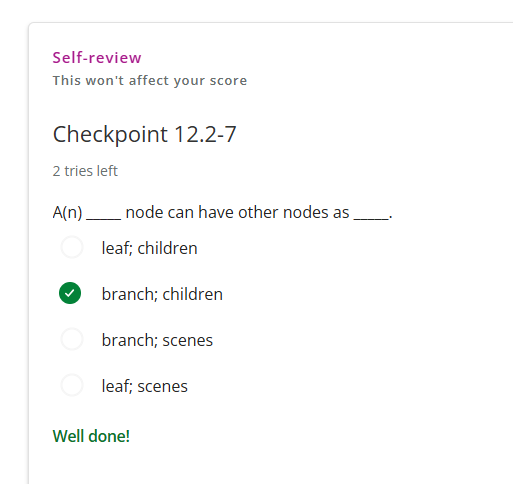 Self-review
This won't affect your score
Checkpoint 12.2-7
2 tries left
A(n) _____ node can have other nodes as _____.
leaf; children
branch; children
branch; scenes
leaf; scenes
Well done!